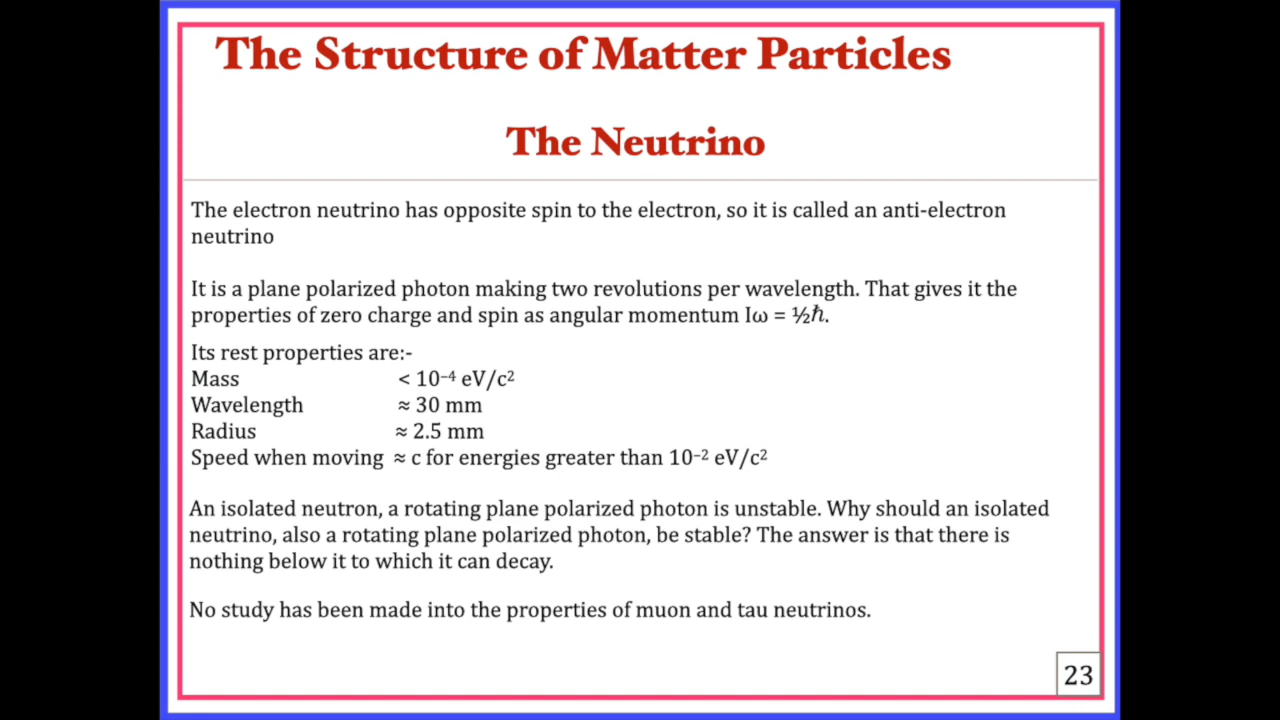 The Structure of Matter Particles
The Neutrino
The electron neutrino has opposite spin to the electron, so it is called an anti-electron
neutrino
It is a plane polarized photon making two revolutions per wavelength. That gives it the
properties of zero charge and spin as angular momentum Iω = ½ℏ.
Its rest properties are:-
Mass < 10⁻⁴ eV/c²
Wavelength ≈ 30 mm
Radius ≈ 2.5 mm
Speed when moving ≈ c for energies greater than 10⁻² eV/c²
An isolated neutron, a rotating plane polarized photon is unstable. Why should an isolated
neutrino, also a rotating plane polarized photon, be stable? The answer is that there is
nothing below it to which it can decay.
No study has been made into the properties of muon and tau neutrinos.
23